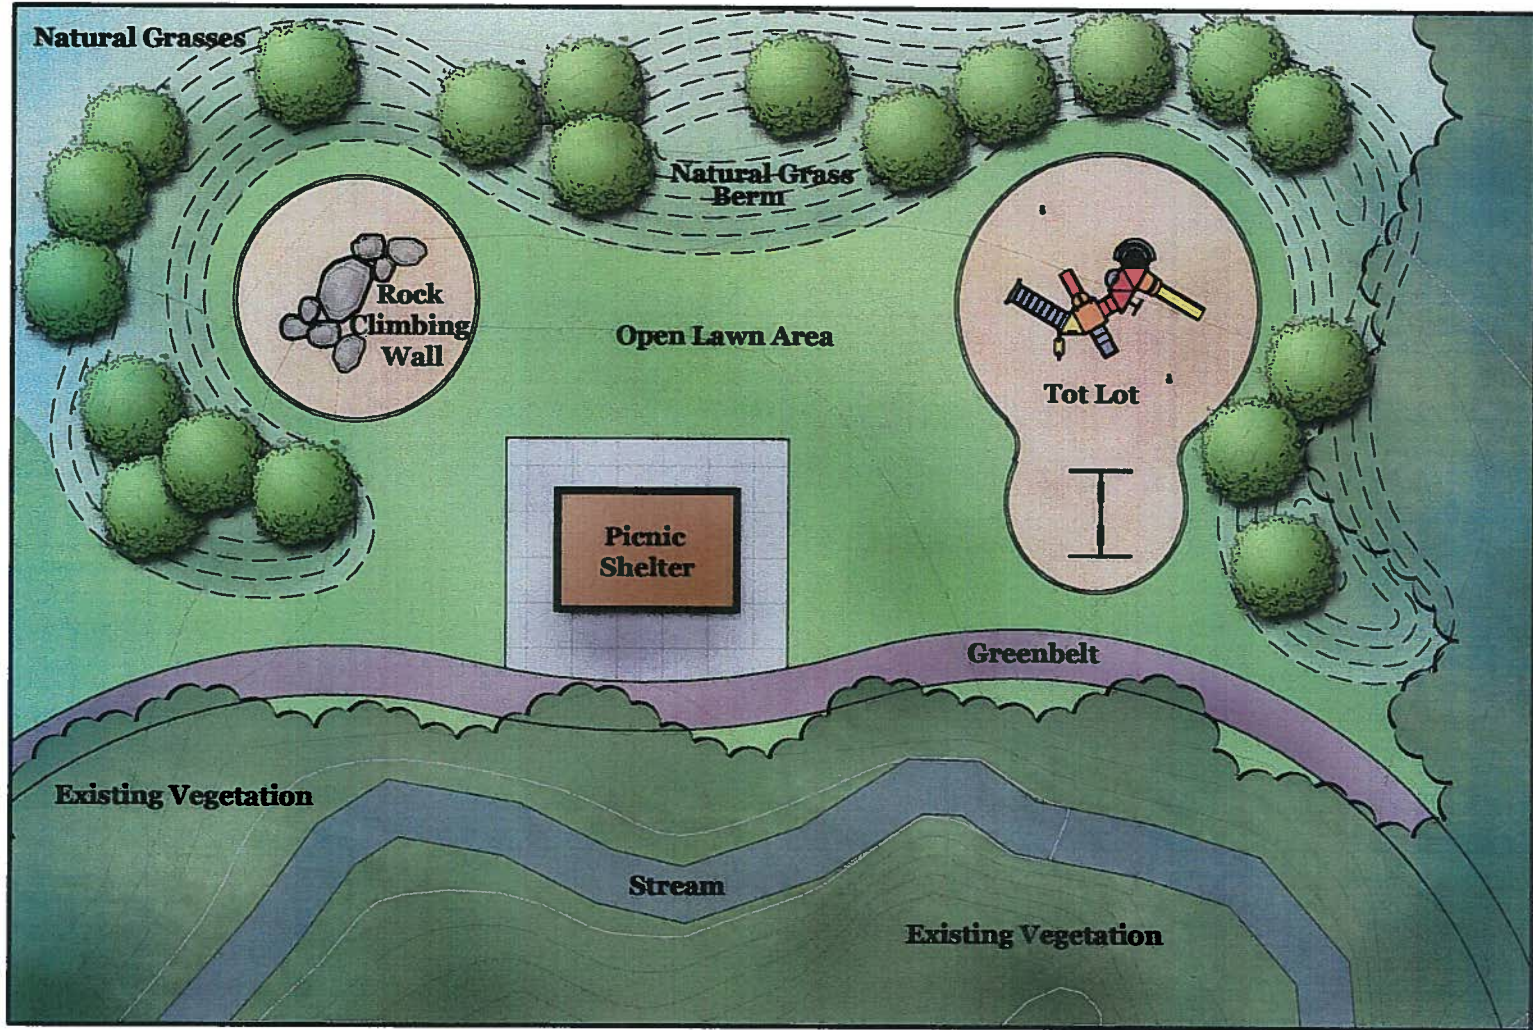 Natural Grasses
Natural Grass
Berm
Rock
Climbing
Wall
Open Lawn Area
Tot Lot
Picnic
Shelter
Greenbelt
Existing Vegetation
Stream
Existing Vegetation